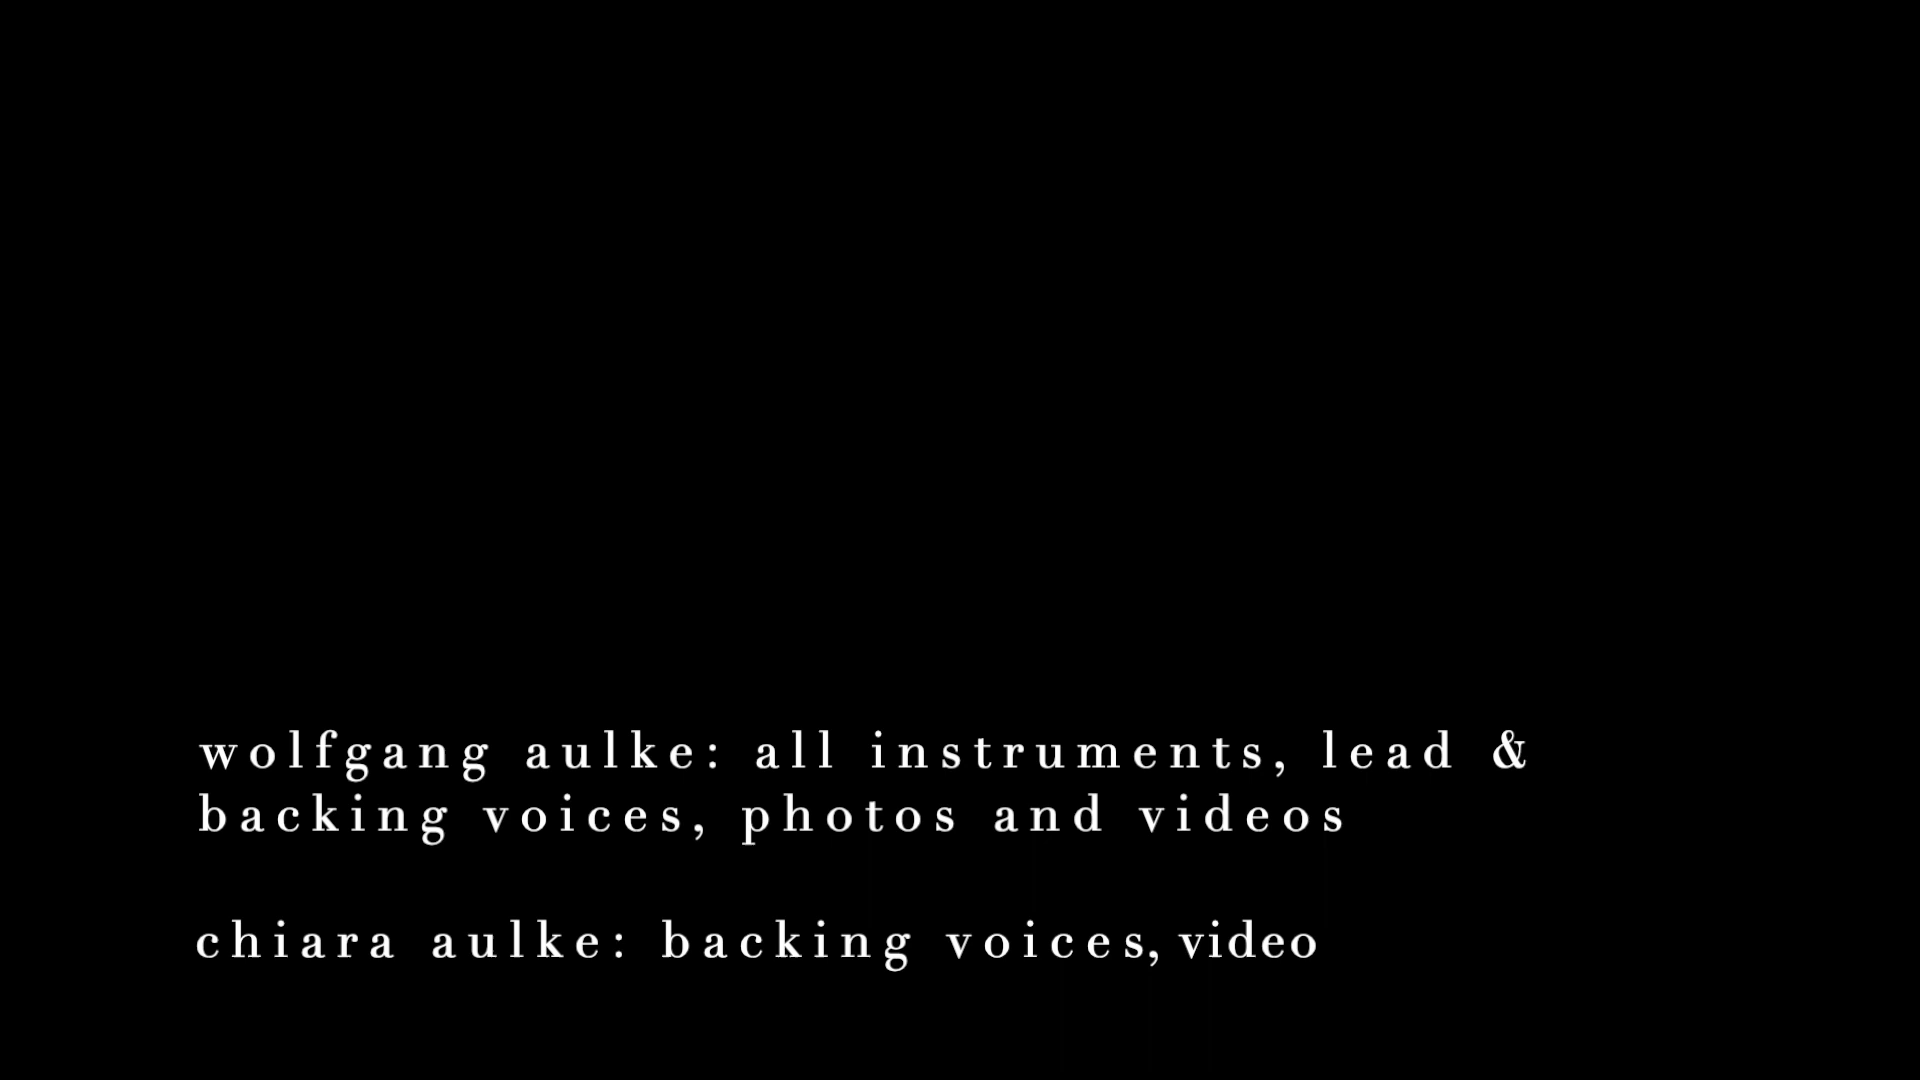 wolfgang aulke: all instruments, lead &
backing voices, photos and videos
chiara aulke: backing voices, video